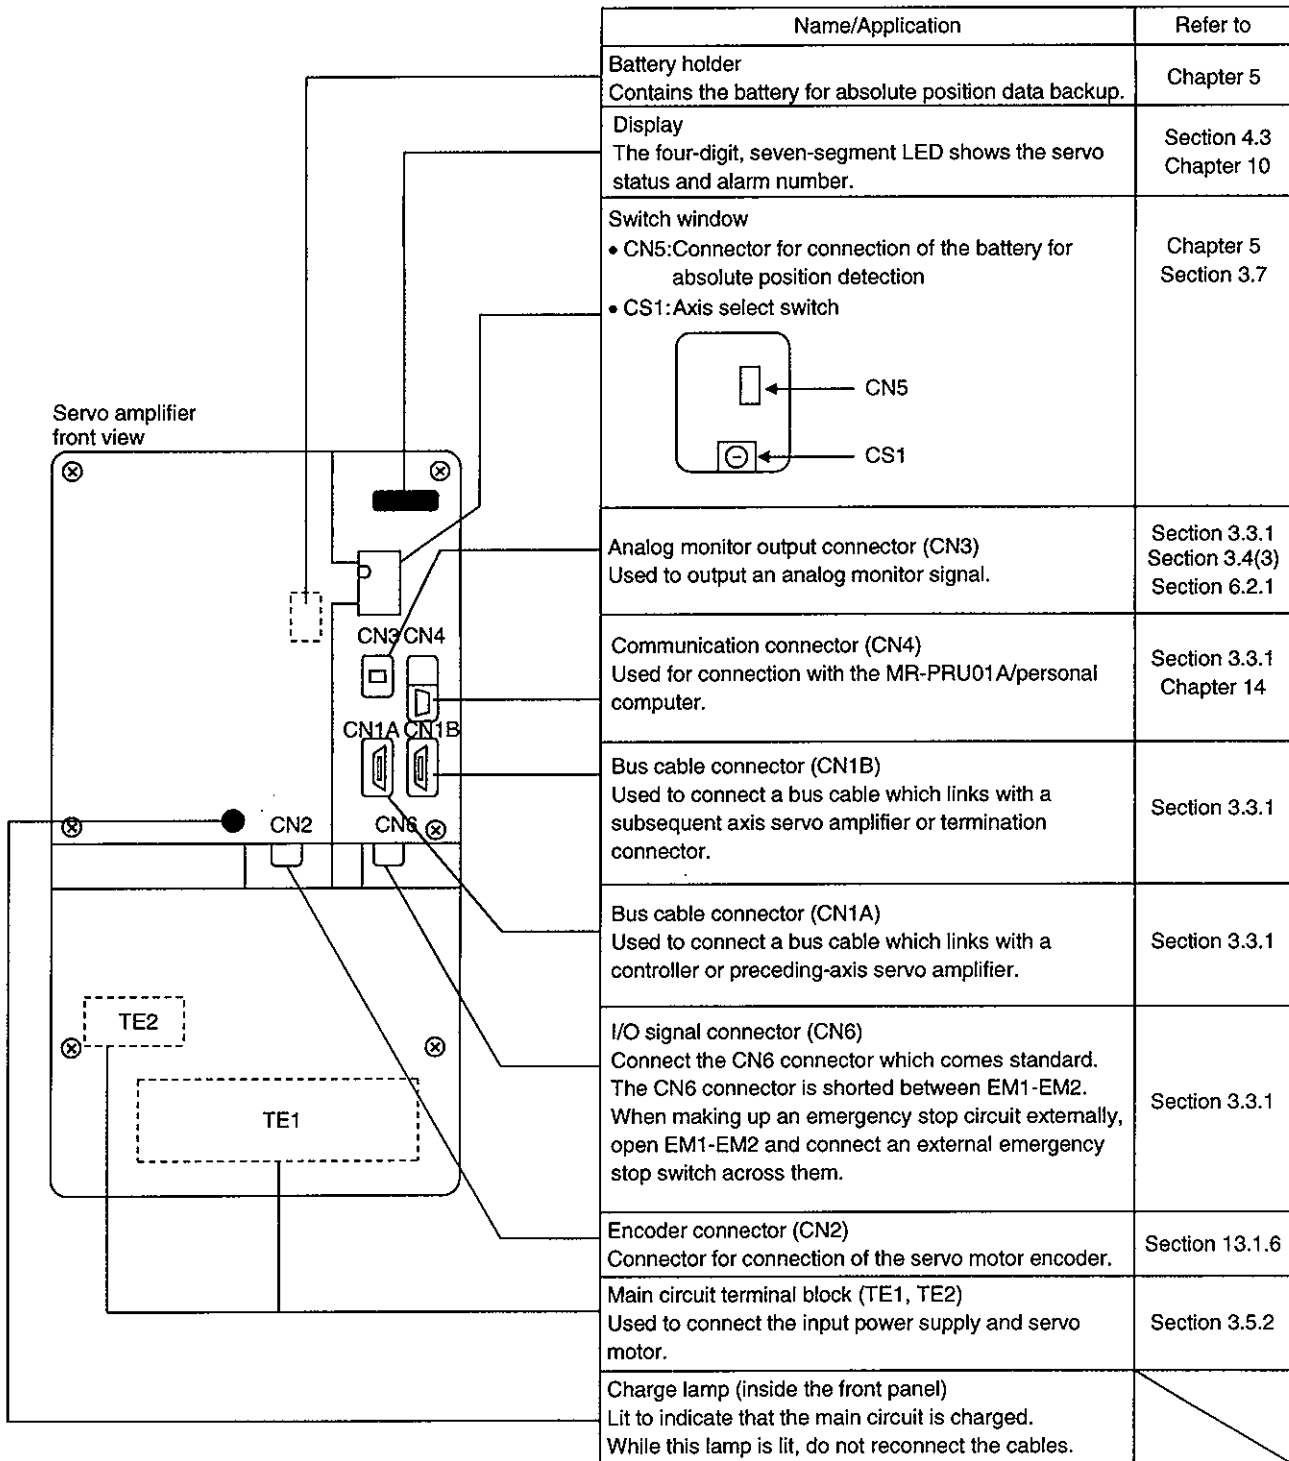 Name/Application
Refer to
Battery holder
Contains the battery for absolute position data backup.
Chapter 5
Display
The four-digit, seven-segment LED shows the servo
status and alarm number.
Section 4.3
Chapter 10
Switch window
• CN5:Connector for connection of the battery for
absolute position detection
• CS1:Axis select switch
Chapter 5
Section 3.7
CN5
CS1
Analog monitor output connector (CN3)
Used to output an analog monitor signal.
Section 3.3.1
Section 3.4(3)
Section 6.2.1
Communication connector (CN4)
Used for connection with the MR-PRU01A/personal
computer.
Section 3.3.1
Chapter 14
Bus cable connector (CN1B)
Used to connect a bus cable which links with a
subsequent axis servo amplifier or termination
connector.
Section 3.3.1
Bus cable connector (CN1A)
Used to connect a bus cable which links with a
controller or preceding-axis servo amplifier.
Section 3.3.1
I/O signal connector (CN6)
Connect the CN6 connector which comes standard.
The CN6 connector is shorted between EM1-EM2.
When making up an emergency stop circuit externally,
open EM1-EM2 and connect an external emergency
stop switch across them.
Section 3.3.1
Encoder connector (CN2)
Connector for connection of the servo motor encoder.
Section 13.1.6
Main circuit terminal block (TE1, TE2)
Used to connect the input power supply and servo
motor.
Section 3.5.2
Charge lamp (inside the front panel)
Lit to indicate that the main circuit is charged.
While this lamp is lit, do not reconnect the cables.
Servo amplifier
front view
CN3 CN4
CN1A CN1B
CN2
CN6
TE2
TE1